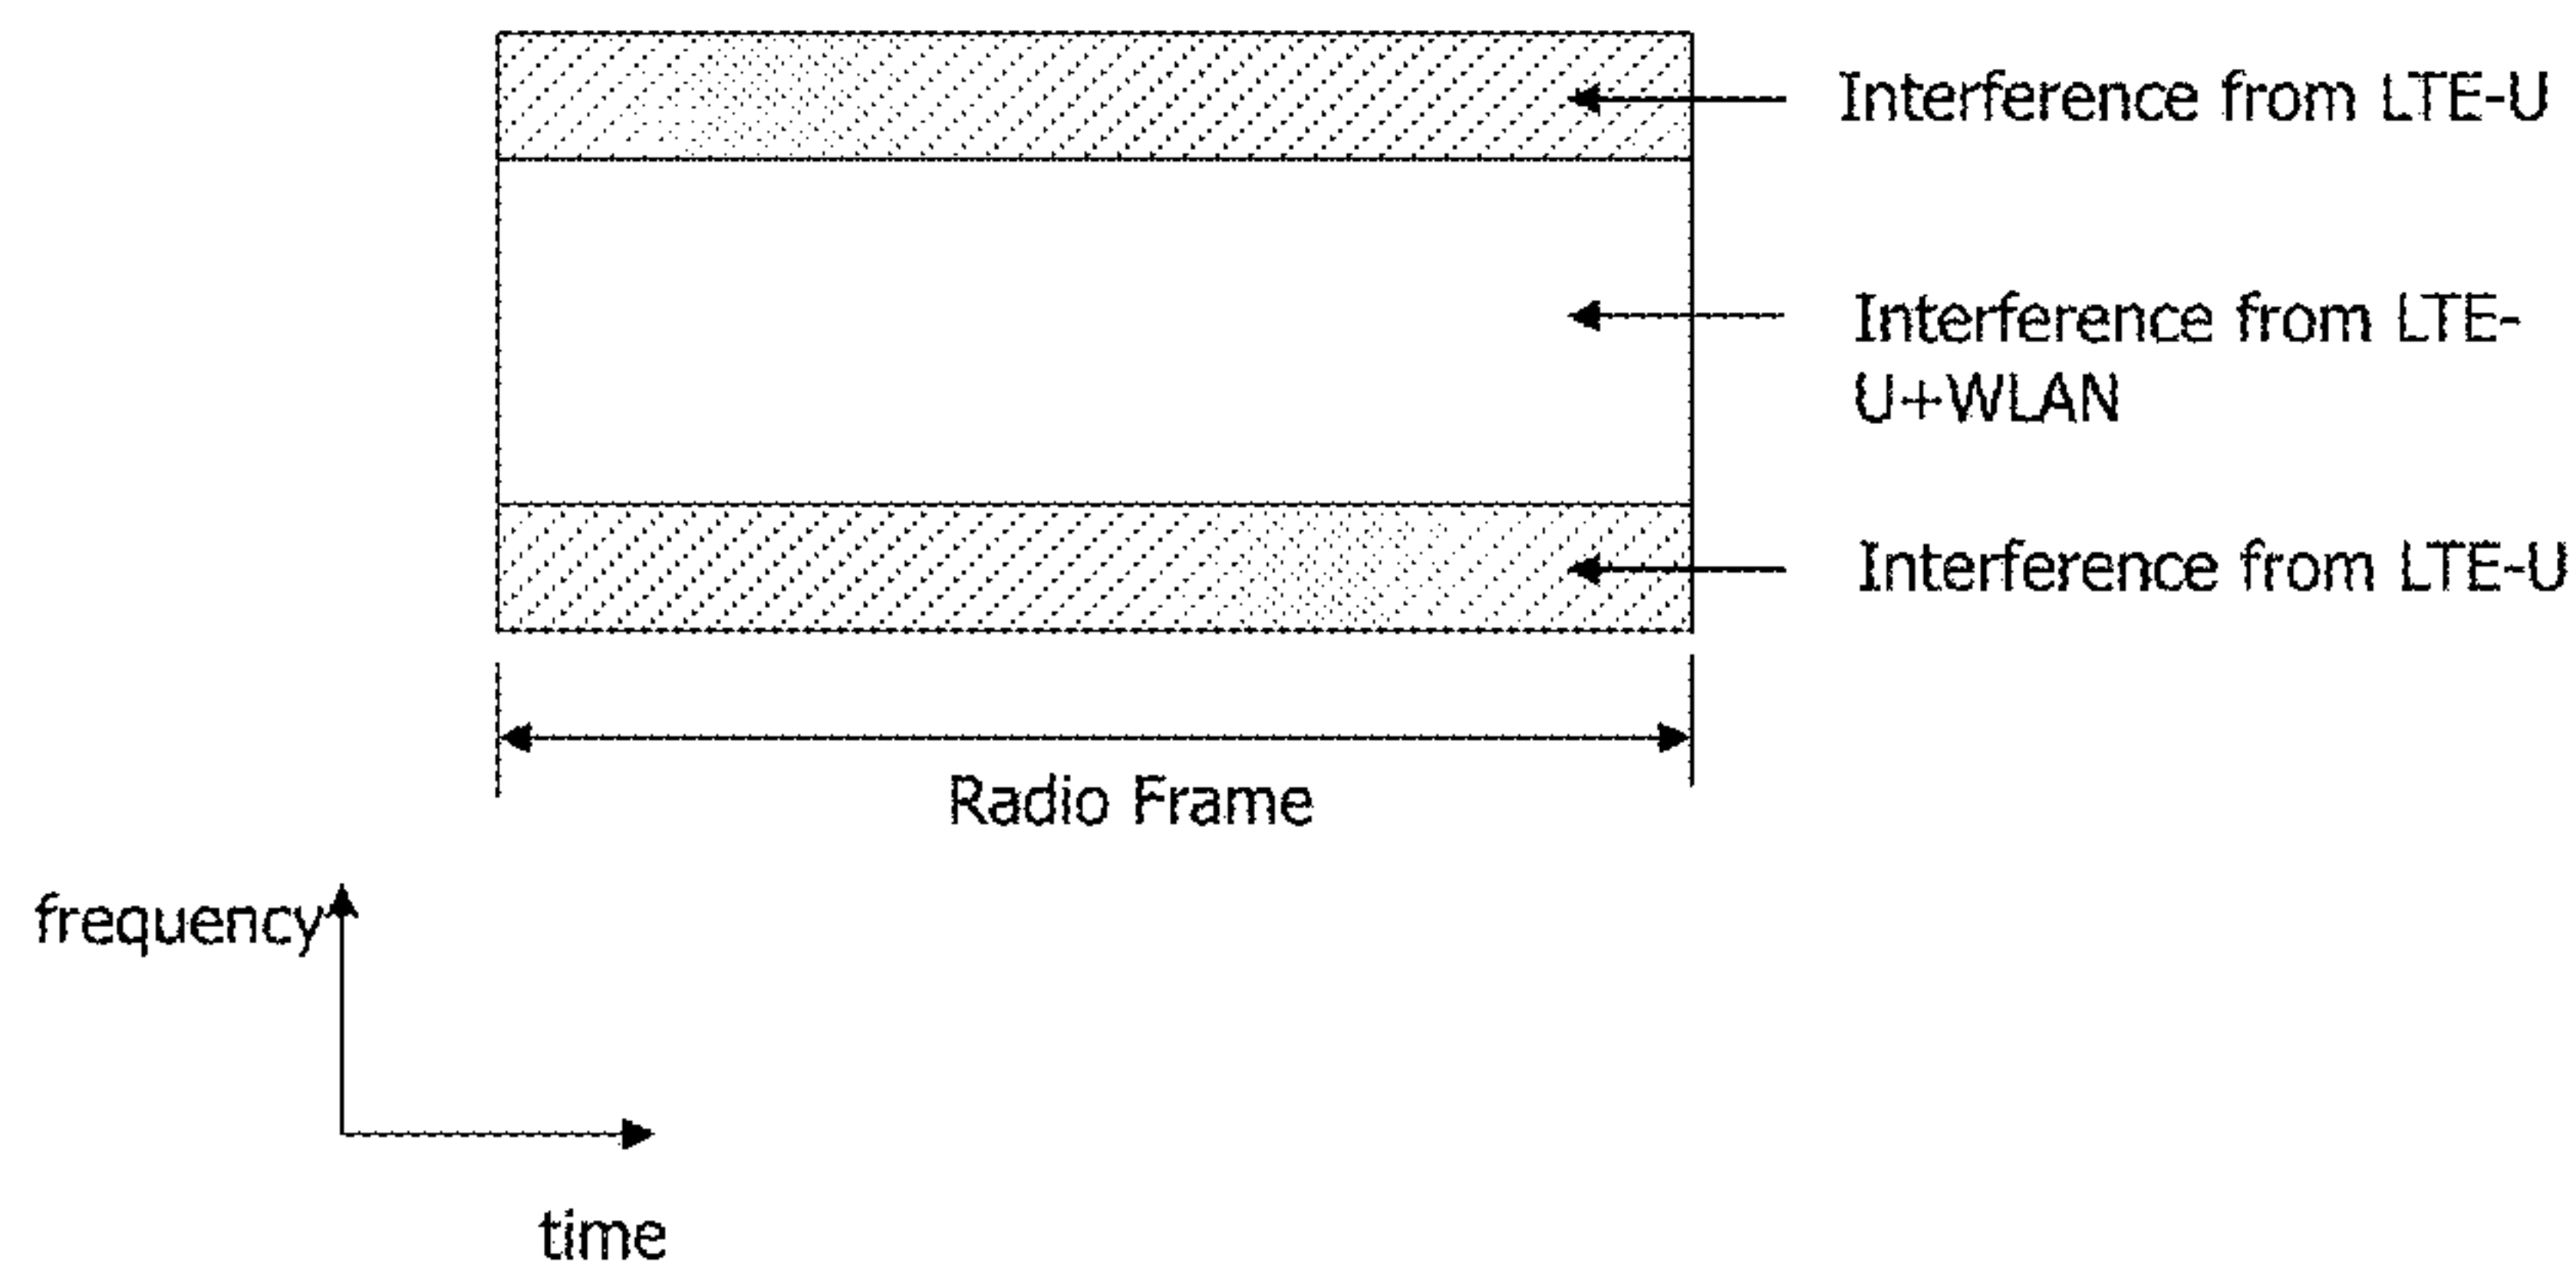 Interference from LTE-U
Interference from LTE-
U+WLAN
Interference from LTE-U
Radio Frame
frequency
time